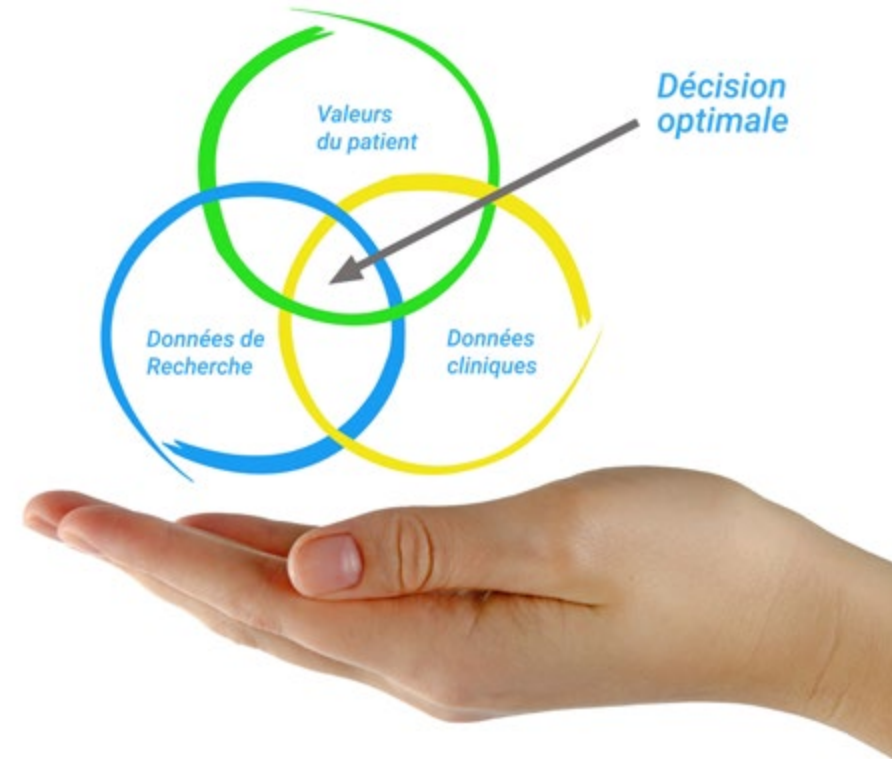 Décision
optimale
Valeurs
du patient
Données de
Recherche
Données
cliniques